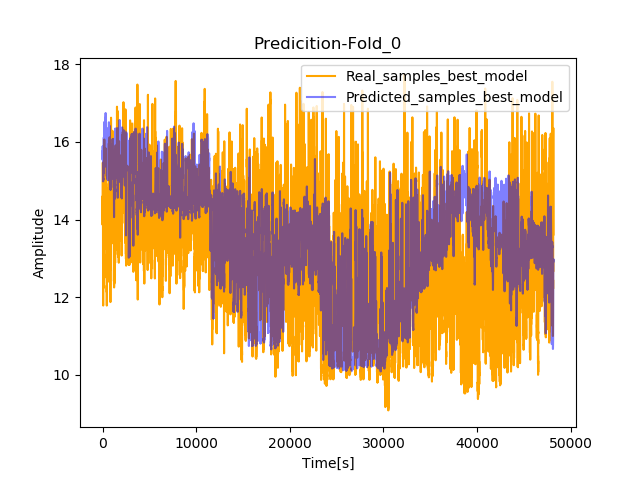 Predicition-Fold_0
Real_samples_best_model
Predicted_samples_best_model
18
16
14
12
10
Amplitude
0
10000
20000
30000
40000
50000
Time[s]